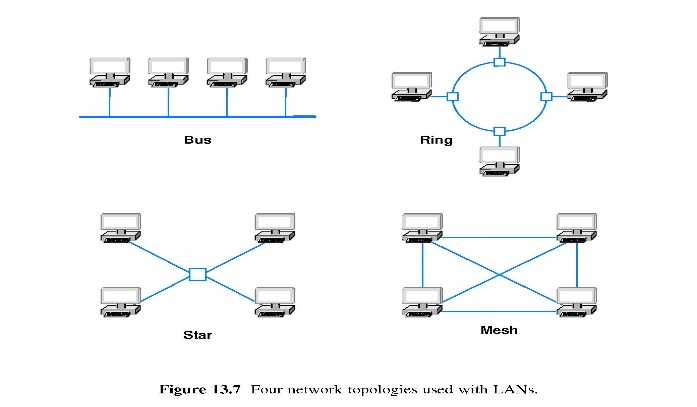 Bus
Ring
Star
Mesh
Figure 13.7 Four network topologies used with LANs.